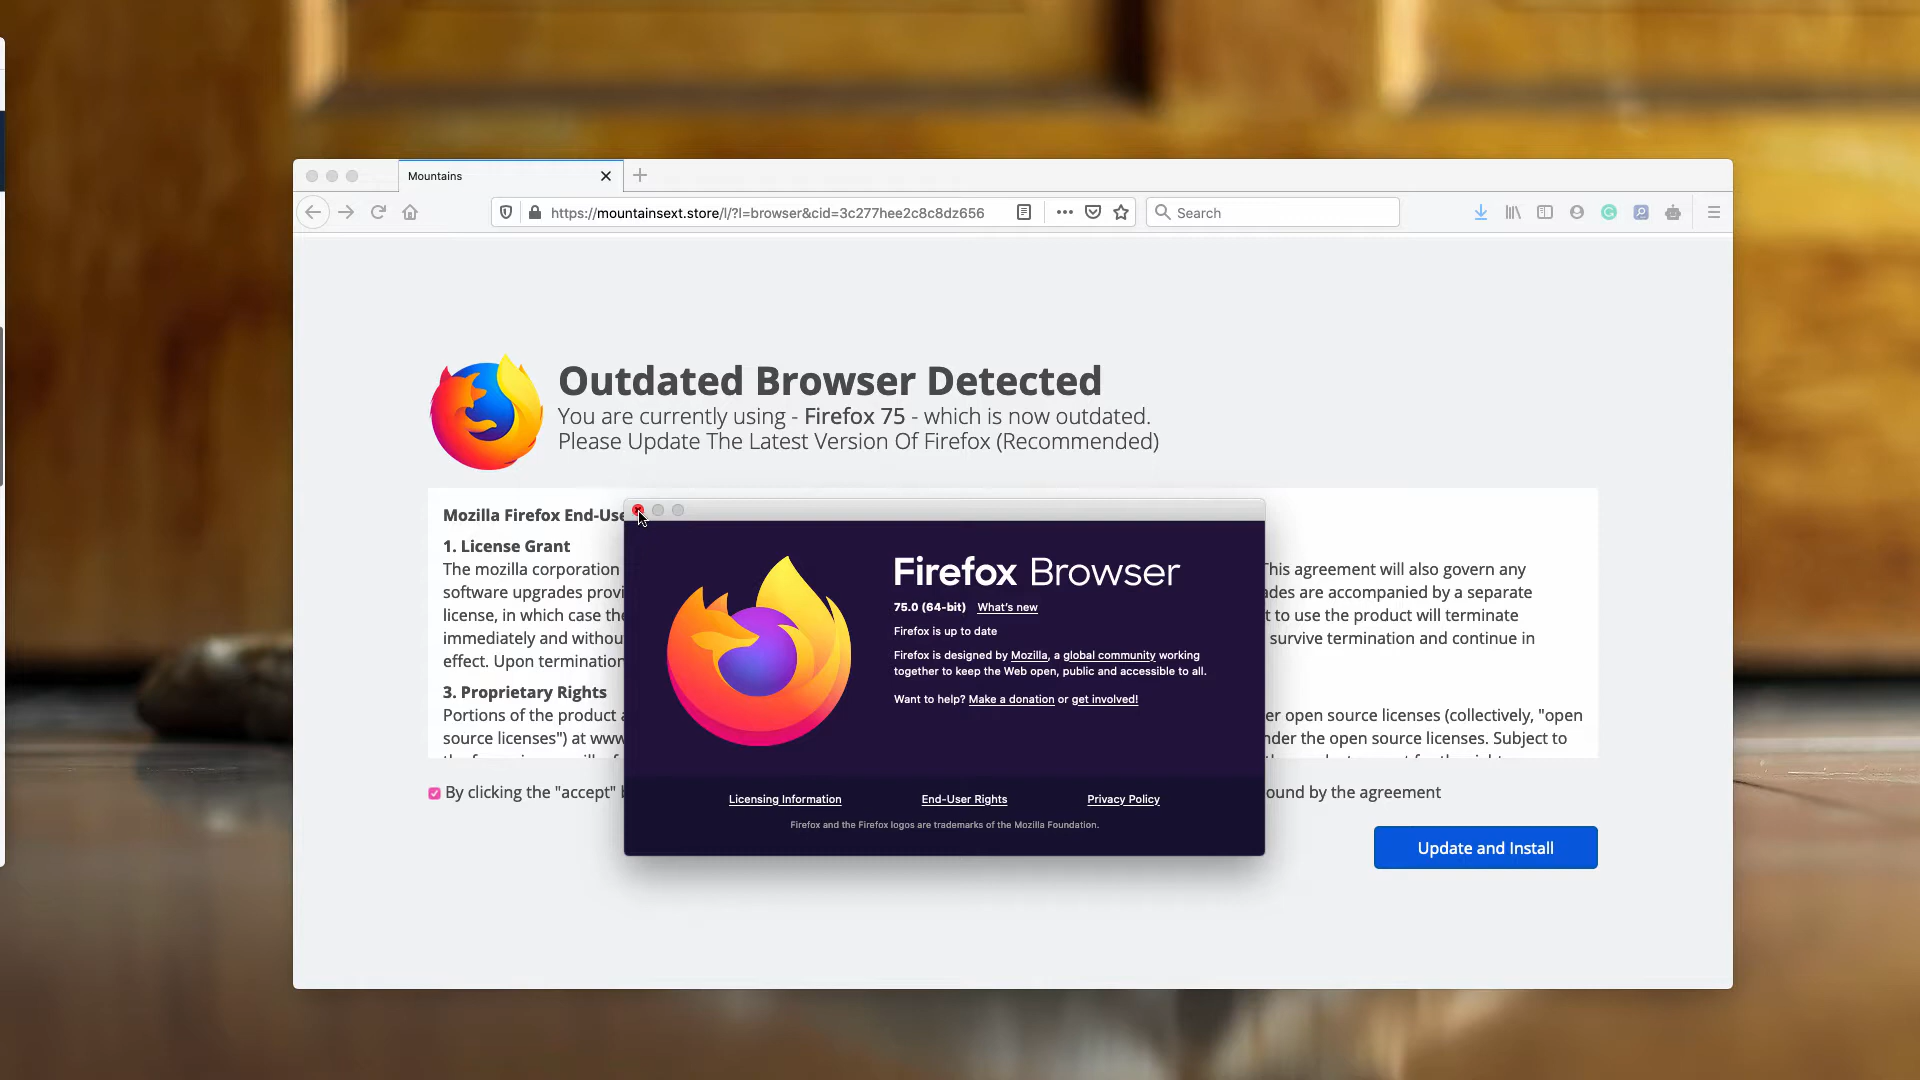 Mountains
https://mountainsext.store/l/?l=browser&cid=3c277hee2c8c8dz656
Search
Outdated Browser Detected
You are currently using - Firefox 75 - which is now outdated.
Please Update The Latest Version Of Firefox (Recommended)
Mozilla Firefox End-Use
1. License Grant
The mozilla corporation
This agreement will also govern any
software upgrades provi
ades are accompanied by a separate
license, in which case the
t to use the product will terminate
immediately and withou
survive termination and continue in
effect. Upon termination
3. Proprietary Rights
Portions of the product a
er open source licenses (collectively, "open
source licenses") at www
nder the open source licenses. Subject to
By clicking the "accept" b
ound by the agreement
Update and Install
Firefox Browser
75.0 (64-bit) What's new
Firefox is up to date
Firefox is designed by Mozilla, a global community working
together to keep the Web open, public and accessible to all.
Want to help? Make a donation or get involved!
Licensing Information End-User Rights Privacy Policy
Firefox and the Firefox logos are trademarks of the Mozilla Foundation.